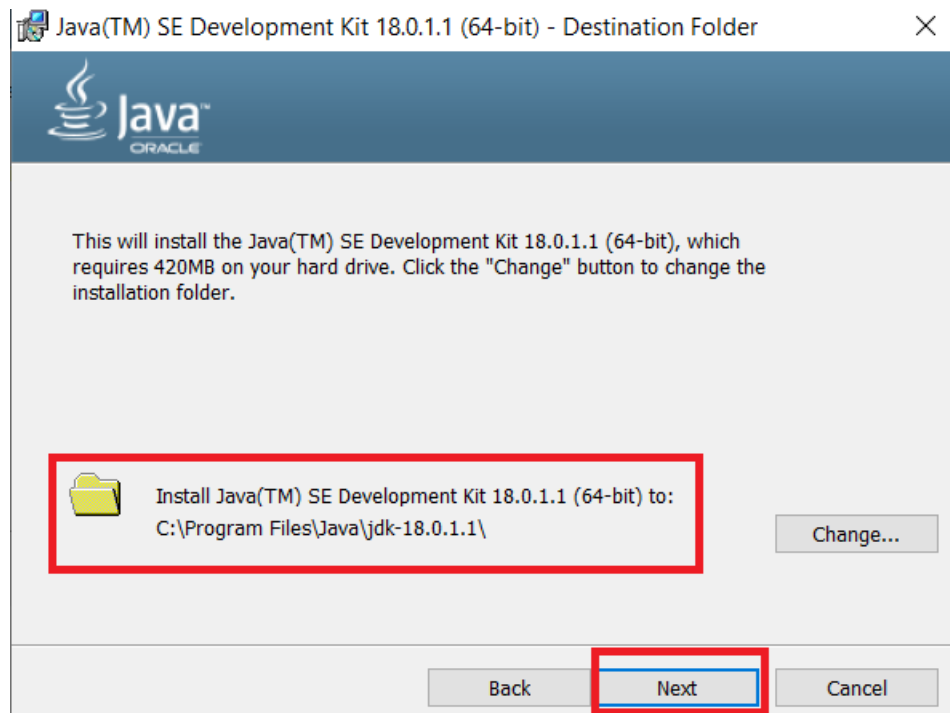 Java(TM) SE Development Kit 18.0.1.1 (64-bit) - Destination Folder
Java™
ORACLE
This will install the Java(TM) SE Development Kit 18.0.1.1 (64-bit), which
requires 420MB on your hard drive. Click the "Change" button to change the
installation folder.
Install Java(TM) SE Development Kit 18.0.1.1 (64-bit) to:
C:\Program Files\Java\jdk-18.0.1.1\
Change...
Back
Next
Cancel